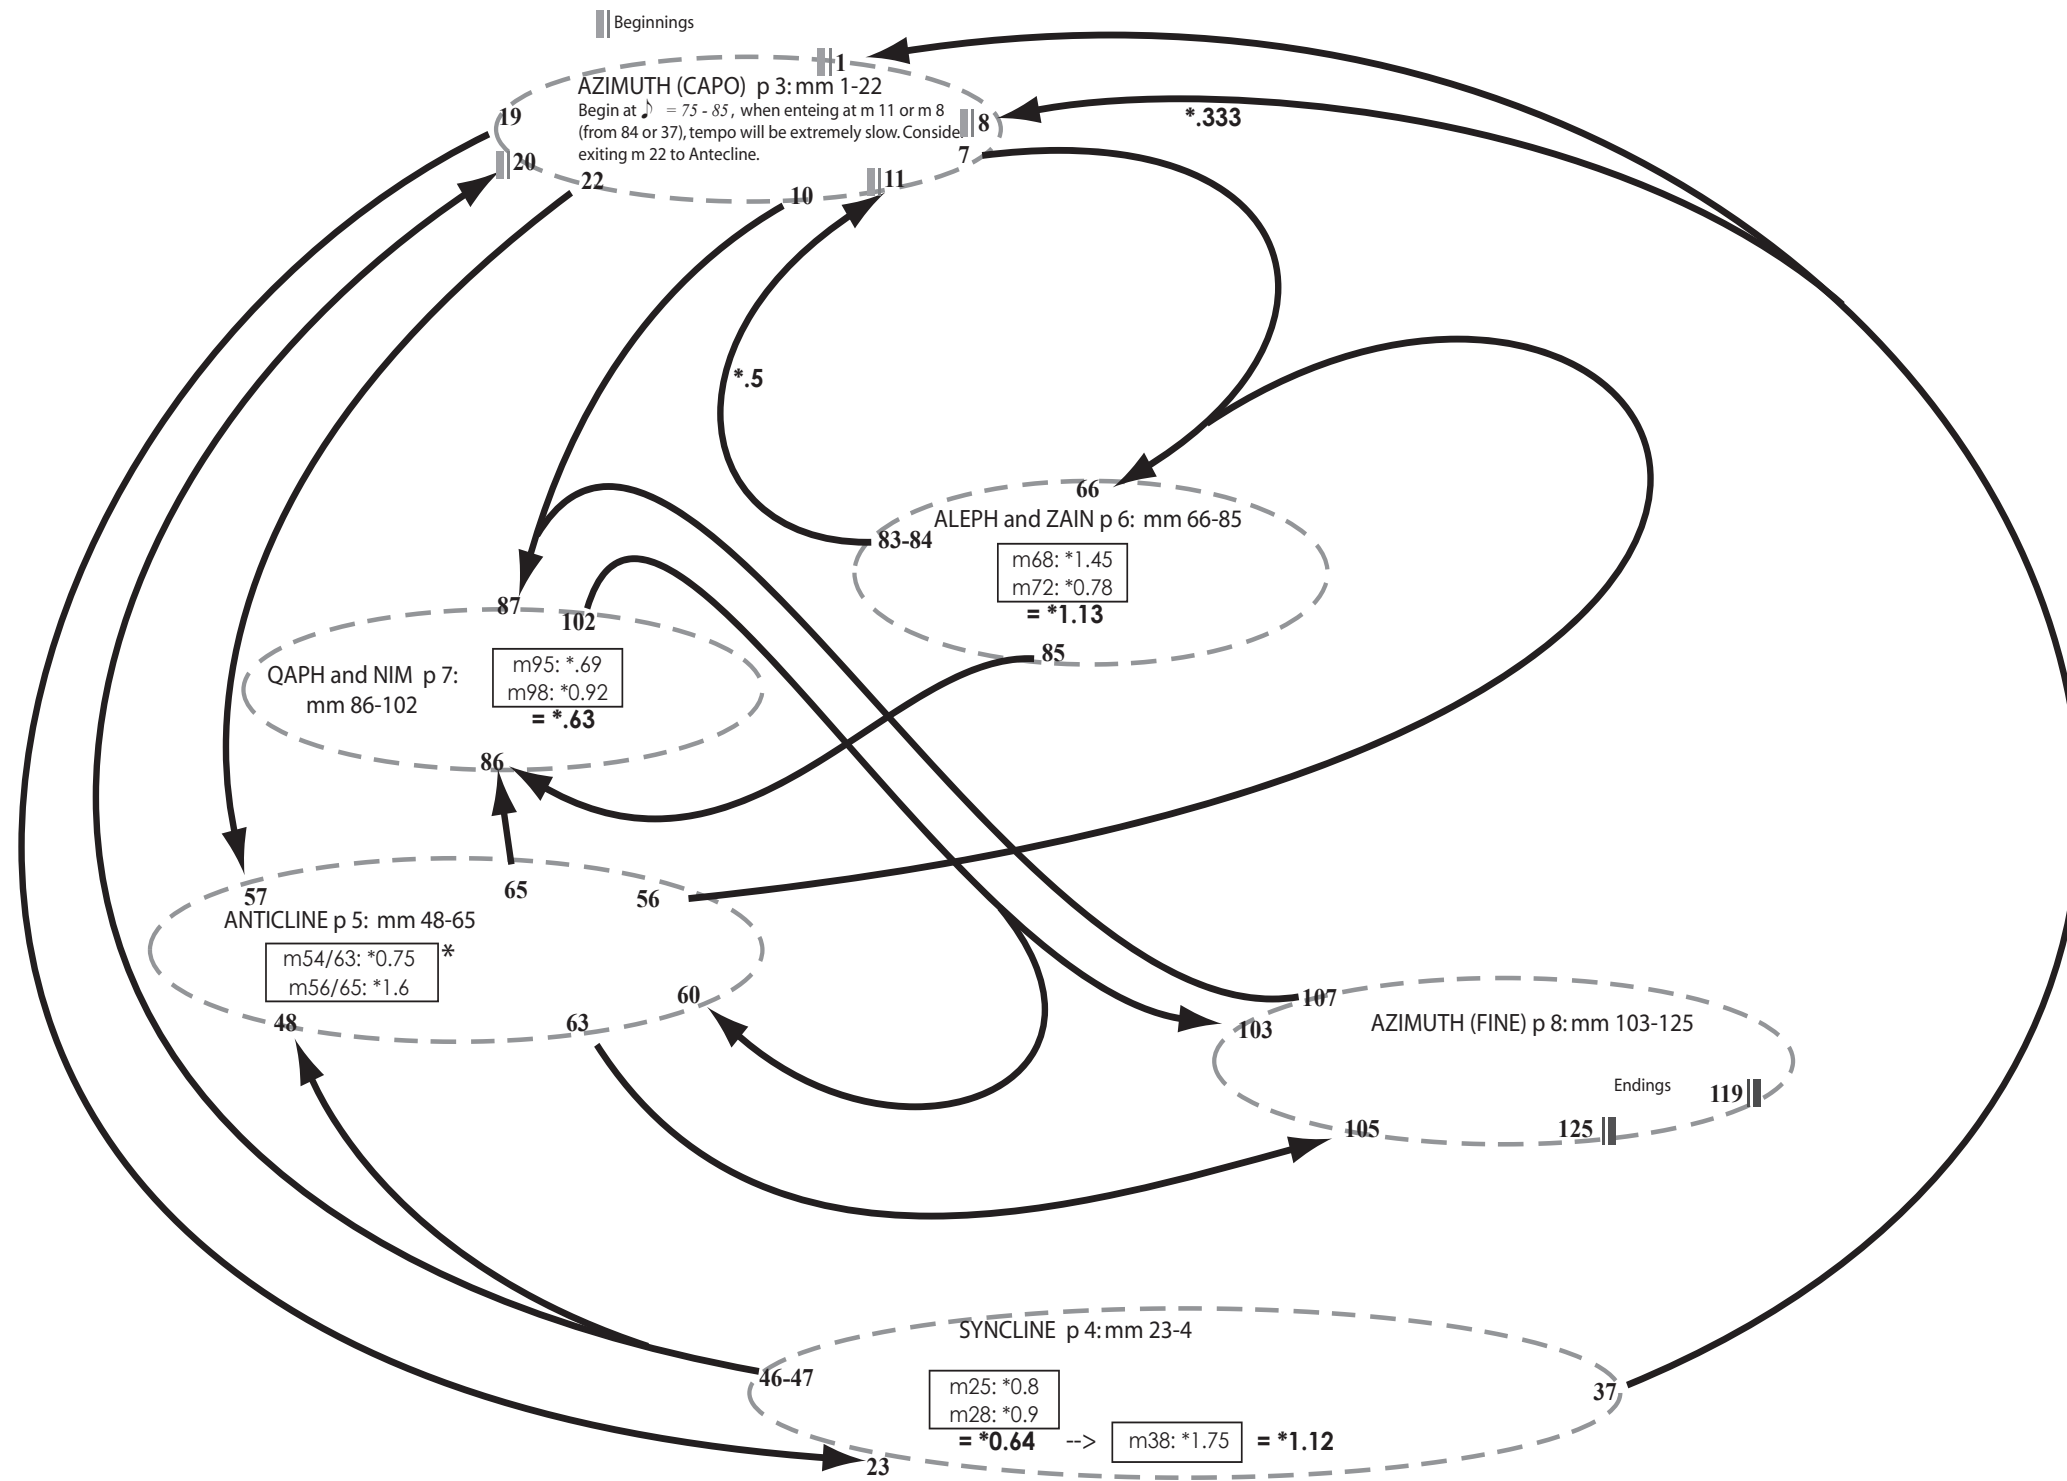 Beginnings
1
AZIMUTH (CAPO) p 3: mm 1-22
Begin at ♪ = 75 - 85, when enteing at m 11 or m 8
(from 84 or 37), tempo will be extremely slow. Conside
exiting m 22 to Antecline.
19
20
22
10
11
7
8
*.333
*.5
66
ALEPH and ZAIN p 6: mm 66-85
83-84
m68: *1.45
m72: *0.78
= *1.13
85
87
102
QAPH and NIM p 7:
mm 86-102
m95: *.69
m98: *0.92
= *.63
86
57
65
56
ANTICLINE p 5: mm 48-65
m54/63: *0.75
m56/65: *1.6
*
48
63
60
107
103
AZIMUTH (FINE) p 8: mm 103-125
Endings
119
105
125
SYNCLINE p 4: mm 23-4
46-47
37
m25: *0.8
m28: *0.9
= *0.64 --> m38: *1.75 = *1.12
23